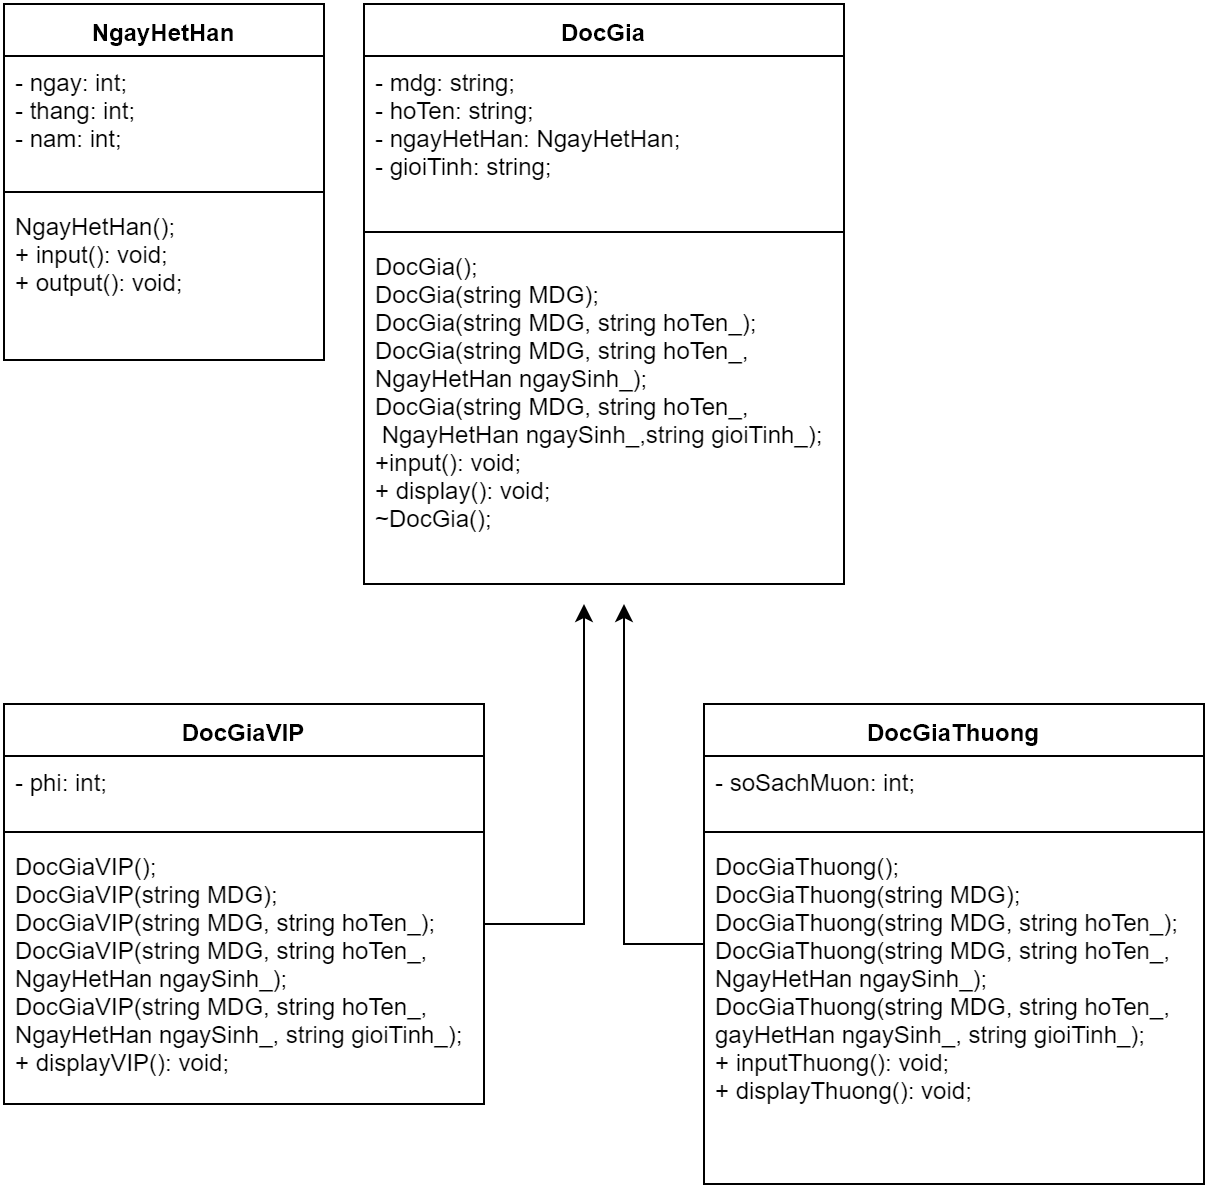 NgayHetHan
- ngay: int;
- thang: int;
- nam: int;
NgayHetHan();
+ input(): void;
+ output(): void;
DocGia
- mdg: string;
- hoTen: string;
- ngayHetHan: NgayHetHan;
- gioiTinh: string;
DocGia();
DocGia(string MDG);
DocGia(string MDG, string hoTen_);
DocGia(string MDG, string hoTen_,
NgayHetHan ngaySinh_);
DocGia(string MDG, string hoTen_,
NgayHetHan ngaySinh_,string gioiTinh_);
+input(): void;
+ display(): void;
~DocGia();
DocGiaVIP
- phi: int;
DocGiaVIP();
DocGiaVIP(string MDG);
DocGiaVIP(string MDG, string hoTen_);
DocGiaVIP(string MDG, string hoTen_,
NgayHetHan ngaySinh_);
DocGiaVIP(string MDG, string hoTen_,
NgayHetHan ngaySinh_, string gioiTinh_);
+ displayVIP(): void;
DocGiaThuong
- soSachMuon: int;
DocGiaThuong();
DocGiaThuong(string MDG);
DocGiaThuong(string MDG, string hoTen_);
DocGiaThuong(string MDG, string hoTen_,
NgayHetHan ngaySinh_);
DocGiaThuong(string MDG, string hoTen_,
gayHetHan ngaySinh_, string gioiTinh_);
+ inputThuong(): void;
+ displayThuong(): void;